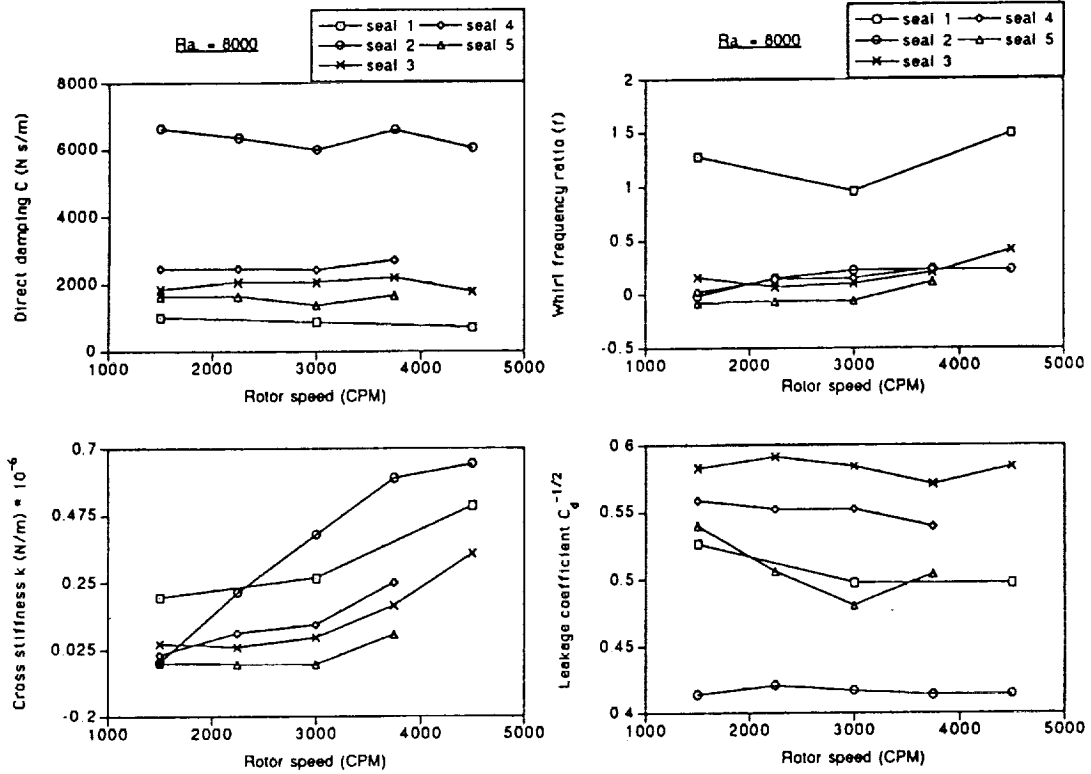 Ra = 8000
seal 1
seal 4
seal 2
seal 5
seal 3
Direct damping C (N s/m)
8000
6000
4000
2000
0
1000
2000
3000
4000
5000
Rotor speed (CPM)
Ra = 8000
seal 1
seal 4
seal 2
seal 5
seal 3
Whirl frequency ratio (f)
2
1 5
1
0 5
0
-0.5
1000
2000
3000
4000
5000
Rotor speed (CPM)
Cross stiffness k (N/m) * 10^-6
0.7
0.475
0.25
0.025
-0.2
1000
2000
3000
4000
5000
Rotor speed (CPM)
Leakage coefficient C_d^-1/2
0.6
0.55
0.5
0.45
0 4
1000
2000
3000
4000
5000
Rotor speed (CPM)